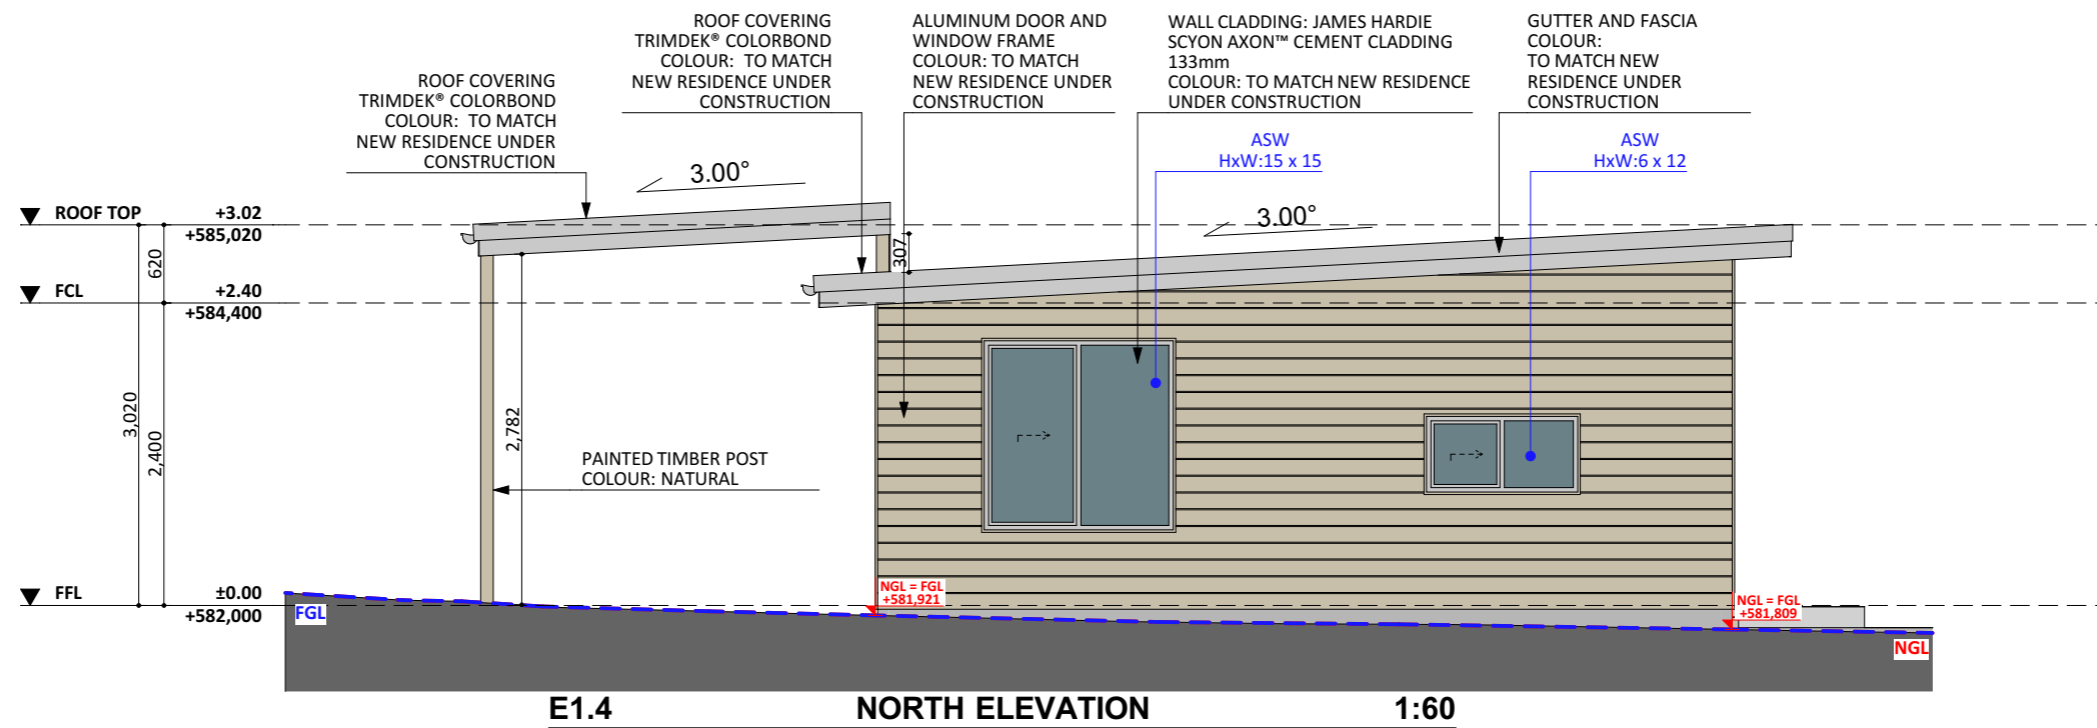 ROOF COVERING
TRIMDEK® COLORBOND
COLOUR: TO MATCH
NEW RESIDENCE UNDER
CONSTRUCTION
ROOF COVERING
TRIMDEK® COLORBOND
COLOUR: TO MATCH
NEW RESIDENCE UNDER
CONSTRUCTION
ALUMINUM DOOR AND
WINDOW FRAME
COLOUR: TO MATCH
NEW RESIDENCE UNDER
CONSTRUCTION
WALL CLADDING: JAMES HARDIE
SCYON AXON™ CEMENT CLADDING
133mm
COLOUR: TO MATCH NEW RESIDENCE
UNDER CONSTRUCTION
GUTTER AND FASCIA
COLOUR:
TO MATCH NEW
RESIDENCE UNDER
CONSTRUCTION
ASW
HxW:15 x 15
ASW
HxW:6 x 12
3.00°
3.00°
ROOF TOP +3.02
+585,020
620
307
FCL +2.40
+584,400
3,020
2,400
2,782
PAINTED TIMBER POST
COLOUR: NATURAL
FFL ±0.00
+582,000
FGL
NGL = FGL
+581,921
NGL = FGL
+581,809
NGL
E1.4 NORTH ELEVATION 1:60